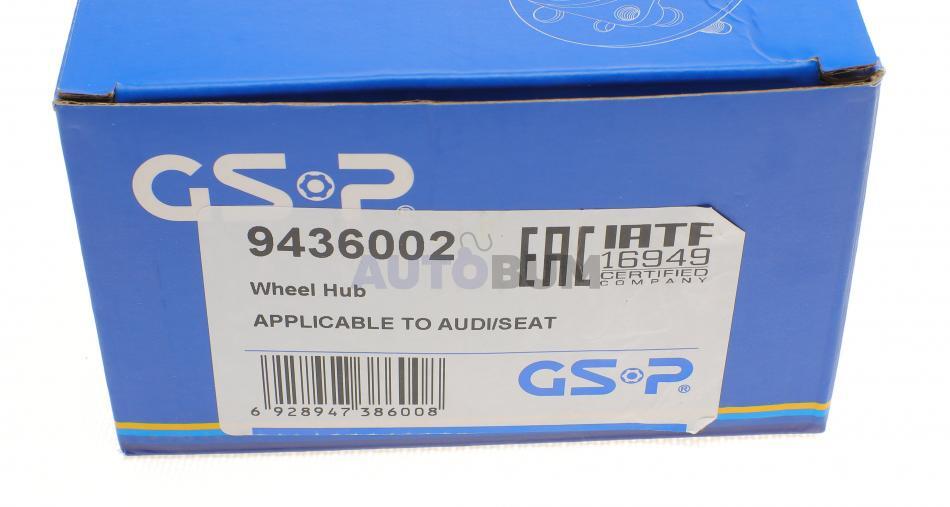 GSP®
9436002
EAC
IATF
16949
CERTIFIED
COMPANY
AUTOBUM
Wheel Hub
APPLICABLE TO AUDI/SEAT
GSP®
6 928947 386008